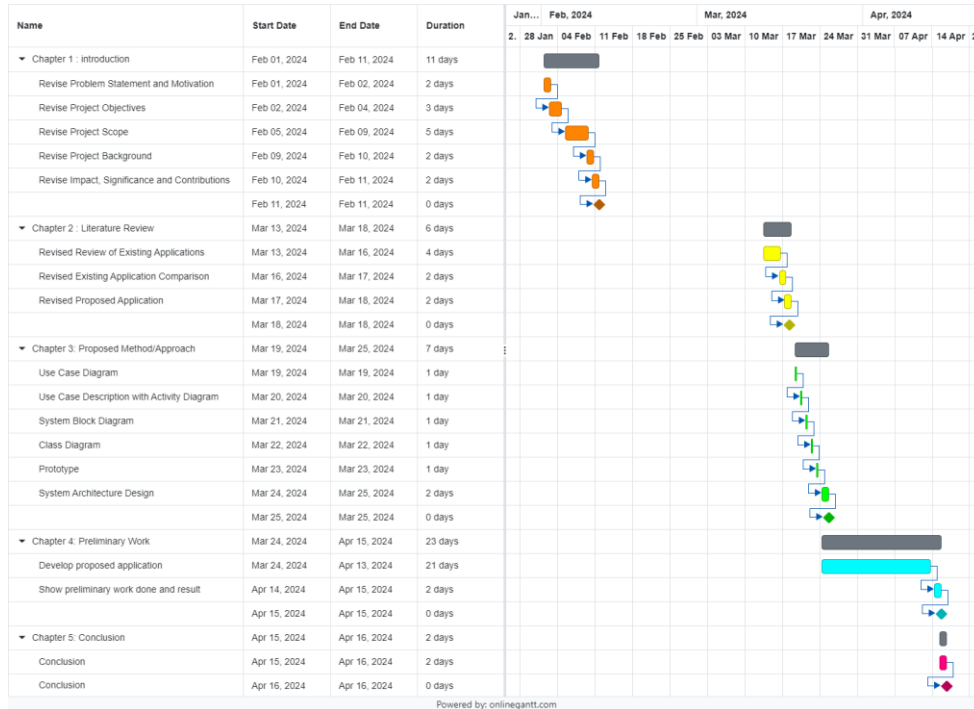 Name Start Date End Date Duration Jan... Feb, 2024 Mar, 2024 Apr, 2024
2. 28 Jan 04 Feb 11 Feb 18 Feb 25 Feb 03 Mar 10 Mar 17 Mar 24 Mar 31 Mar 07 Apr 14 Apr
Chapter 1 : introduction Feb 01, 2024 Feb 11, 2024 11 days
Revise Problem Statement and Motivation Feb 01, 2024 Feb 02, 2024 2 days
Revise Project Objectives Feb 02, 2024 Feb 04, 2024 3 days
Revise Project Scope Feb 05, 2024 Feb 09, 2024 5 days
Revise Project Background Feb 09, 2024 Feb 10, 2024 2 days
Revise Impact, Significance and Contributions Feb 10, 2024 Feb 11, 2024 2 days
Feb 11, 2024 Feb 11, 2024 0 days
Chapter 2 : Literature Review Mar 13, 2024 Mar 18, 2024 6 days
Revised Review of Existing Applications Mar 13, 2024 Mar 16, 2024 4 days
Revised Existing Application Comparison Mar 16, 2024 Mar 17, 2024 2 days
Revised Proposed Application Mar 17, 2024 Mar 18, 2024 2 days
Mar 18, 2024 Mar 18, 2024 0 days
Chapter 3: Proposed Method/Approach Mar 19, 2024 Mar 25, 2024 7 days
Use Case Diagram Mar 19, 2024 Mar 19, 2024 1 day
Use Case Description with Activity Diagram Mar 20, 2024 Mar 20, 2024 1 day
System Block Diagram Mar 21, 2024 Mar 21, 2024 1 day
Class Diagram Mar 22, 2024 Mar 22, 2024 1 day
Prototype Mar 23, 2024 Mar 23, 2024 1 day
System Architecture Design Mar 24, 2024 Mar 25, 2024 2 days
Mar 25, 2024 Mar 25, 2024 0 days
Chapter 4: Preliminary Work Mar 24, 2024 Apr 15, 2024 23 days
Develop proposed application Mar 24, 2024 Apr 13, 2024 21 days
Show preliminary work done and result Apr 14, 2024 Apr 15, 2024 2 days
Apr 15, 2024 Apr 15, 2024 0 days
Chapter 5: Conclusion Apr 15, 2024 Apr 16, 2024 2 days
Conclusion Apr 15, 2024 Apr 16, 2024 2 days
Conclusion Apr 16, 2024 Apr 16, 2024 0 days
Powered by: onlinegantt.com